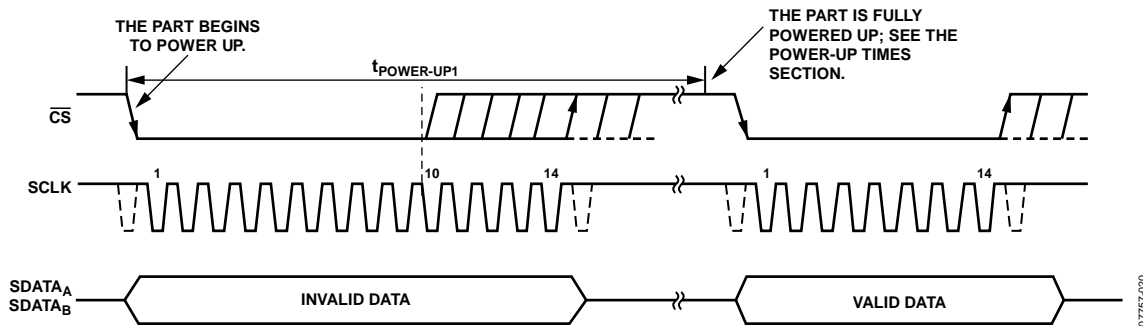 THE PART BEGINS
TO POWER UP.
THE PART IS FULLY
POWERED UP; SEE THE
POWER-UP TIMES
SECTION.
tPOWER-UP1
CS
SCLK
1
10
14
1
14
SDATAA
SDATAB
INVALID DATA
VALID DATA
07757-020